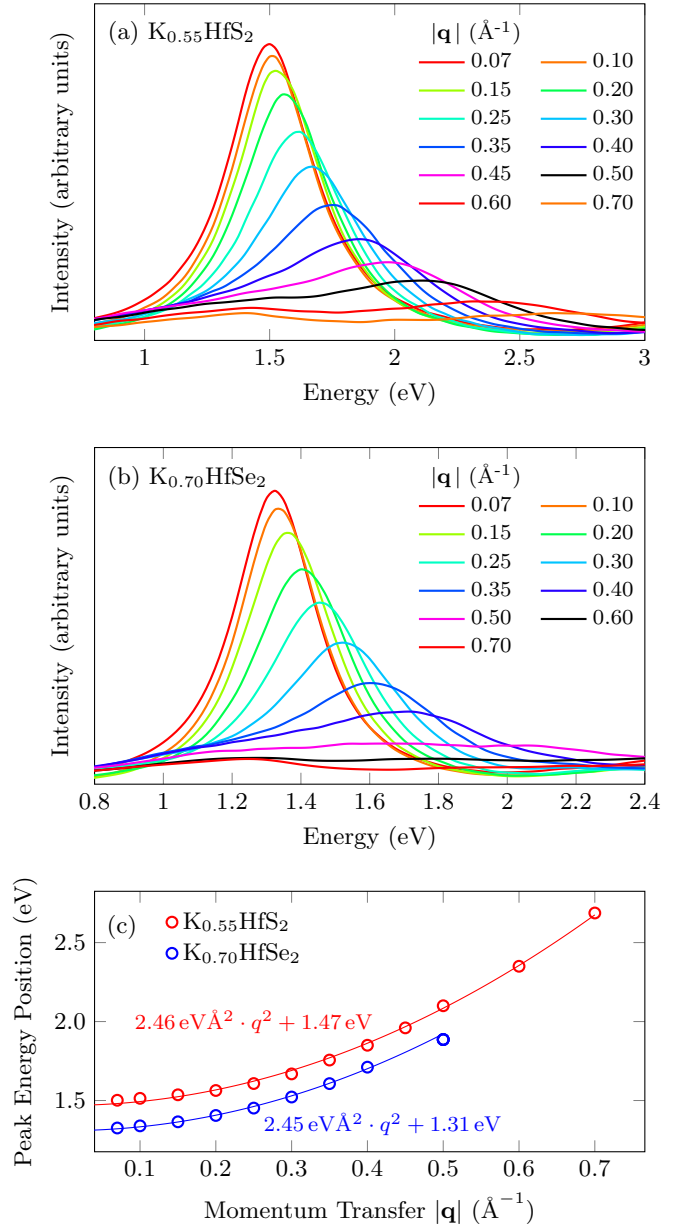 (a) K0.55HfS2
|q| (Å-1)
0.07 0.10
0.15 0.20
0.25 0.30
0.35 0.40
0.45 0.50
0.60 0.70
Intensity (arbitrary units)
1 1.5 2 2.5 3
Energy (eV)
(b) K0.70HfSe2
|q| (Å-1)
0.07 0.10
0.15 0.20
0.25 0.30
0.35 0.40
0.50 0.60
0.70
Intensity (arbitrary units)
0.8 1 1.2 1.4 1.6 1.8 2 2.2 2.4
Energy (eV)
(c)
K0.55HfS2
K0.70HfSe2
2.46 eVÅ2 · q2 + 1.47 eV
2.45 eVÅ2 · q2 + 1.31 eV
Peak Energy Position (eV)
2.5
2.0
1.5
0.1 0.2 0.3 0.4 0.5 0.6 0.7
Momentum Transfer |q| (Å−1)